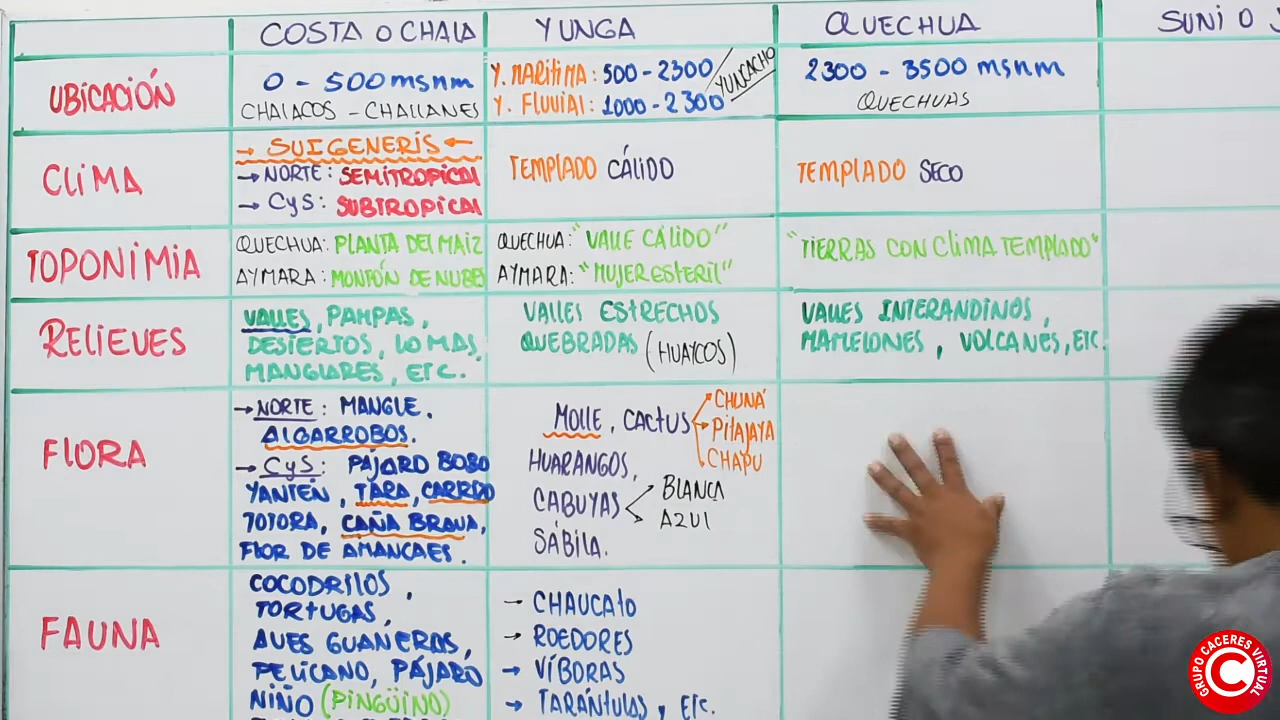 COSTA O CHALA
YUNGA
QUECHUA
SUNI O
UBICACIÓN
0 - 500 msnm
CHALACOS - CHALLANES
Y. MARÍTIMA: 500 - 2300
Y. FLUVIAL: 1000 - 2300
YUNCACHO
2300 - 3500 msnm
QUECHUAS
CLIMA
→ SUIGENERIS ←
→ NORTE: SEMITROPICAL
→ CyS: SUBTROPICAL
TEMPLADO CÁLIDO
TEMPLADO SECO
TOPONIMIA
QUECHUA: PLANTA DEL MAIZ
AYMARA: MONTÓN DE NUBES
QUECHUA: "VALLE CÁLIDO"
AYMARA: "MUJER ESTERIL"
"TIERRAS CON CLIMA TEMPLADO"
RELIEVES
VALLES, PAMPAS,
DESIERTOS, LOMAS,
MANGLARES, ETC.
VALLES ESTRECHOS
QUEBRADAS (HUAYCOS)
VALLES INTERANDINOS,
MAMELONES, VOLCANES, ETC.
FLORA
→ NORTE: MANGLE.
ALGARROBOS.
→ CyS: PÁJARO BOBO
YANTEN, TARA, CARRIZO
TOTORA, CAÑA BRAVA,
FLOR DE AMANCAES.
MOLLE, CACTUS
CHUNÁ
PITAJAYA
CHAPU
HUARANGOS,
CABUYAS
BLANCA
AZUL
SÁBILA.
FAUNA
COCODRILOS,
TORTUGAS,
AVES GUANERAS,
PELÍCANO, PÁJARO
NIÑO (PINGÜINO)
→ CHAUCATO
→ ROEDORES
→ VÍBORAS
→ TARÁNTULAS, ETC.
GRUPO CACERES VIRTUAL
C